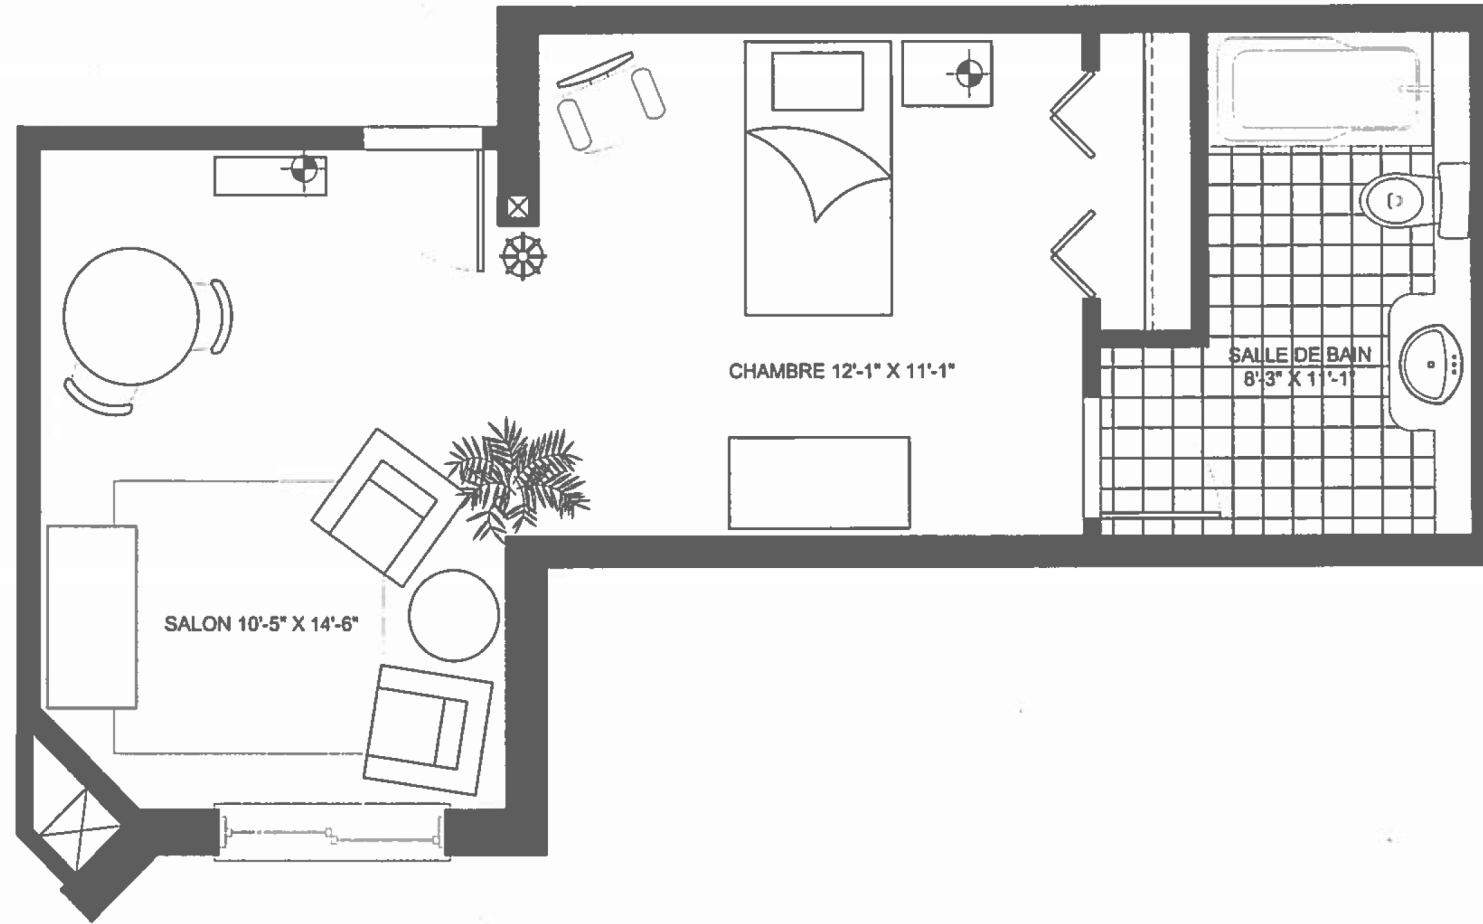 CHAMBRE 12'-1" X 11'-1"
SALLE DE BAIN
8'-3" X 11'-1"
SALON 10'-5" X 14'-6"